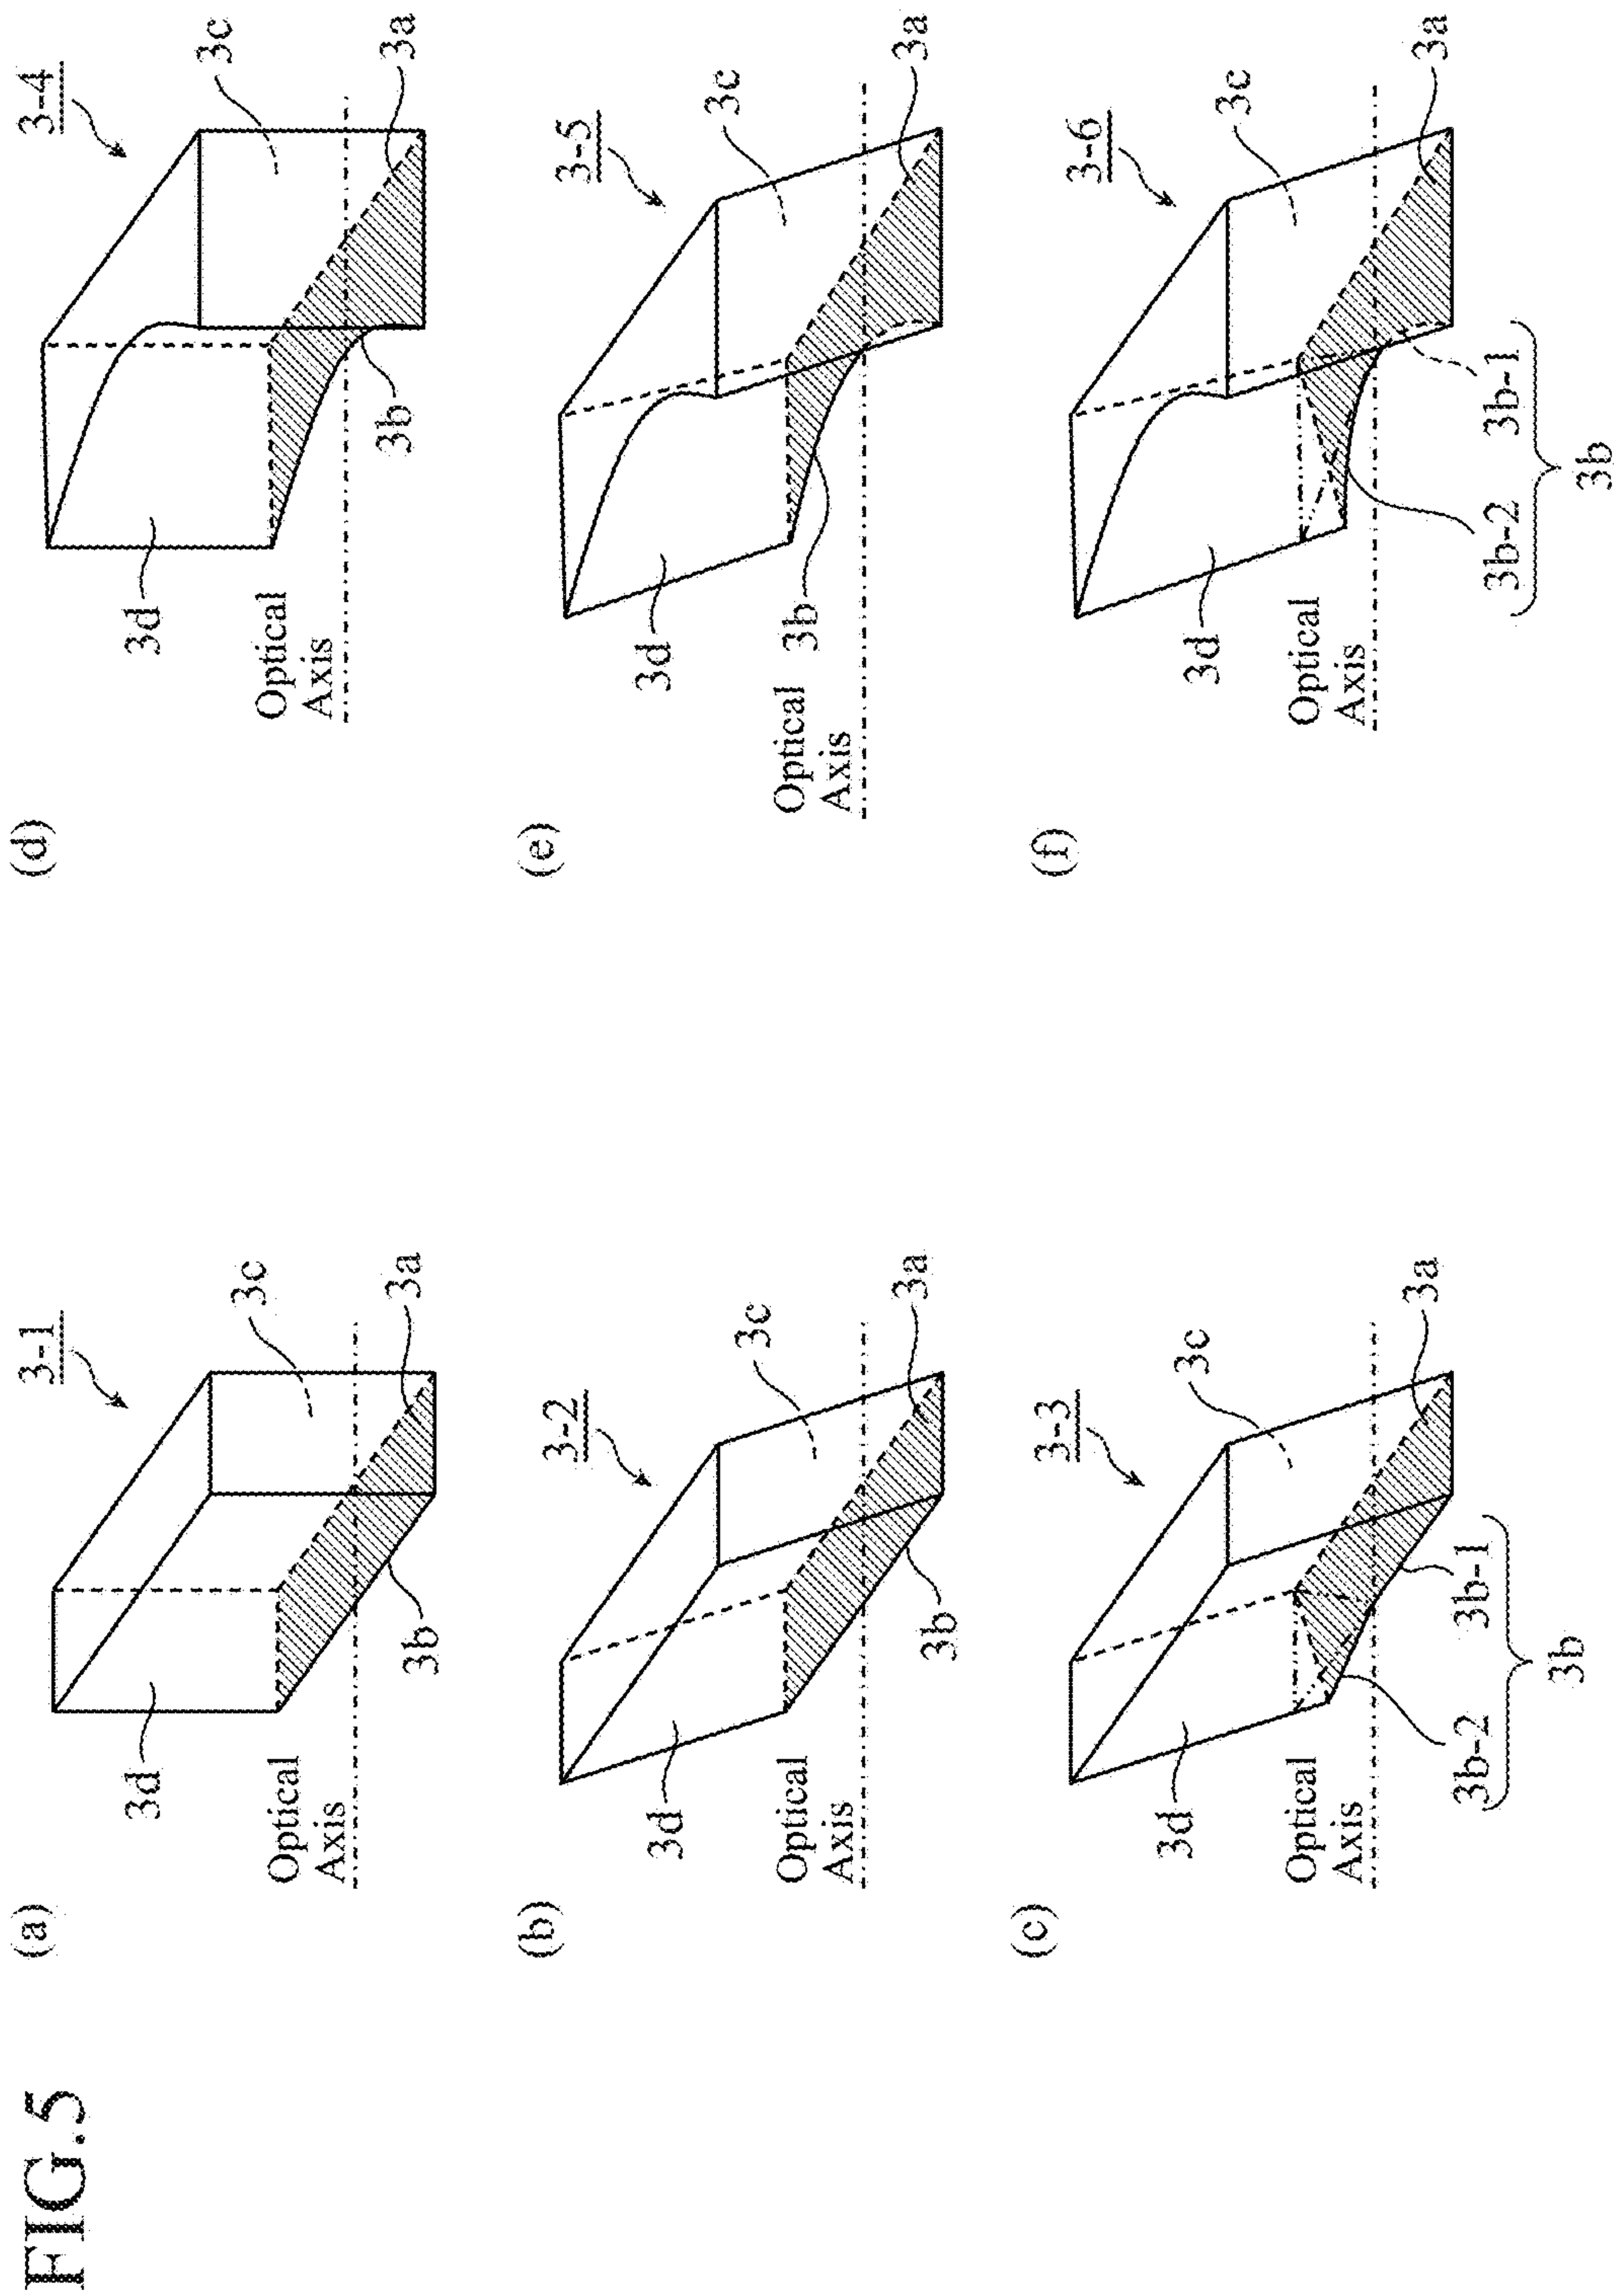 FIG.5
(a)
3-1
3c
3a
3d
3b
Optical
Axis
(b)
3-2
3c
3a
3d
3b
Optical
Axis
(c)
3-3
3c
3a
3d
Optical
Axis
3b-2
3b-1
3b
(d)
3-4
3c
3a
3d
3b
Optical
Axis
(e)
3-5
3c
3a
3d
3b
Optical
Axis
(f)
3-6
3c
3a
3d
Optical
Axis
3b-2
3b-1
3b